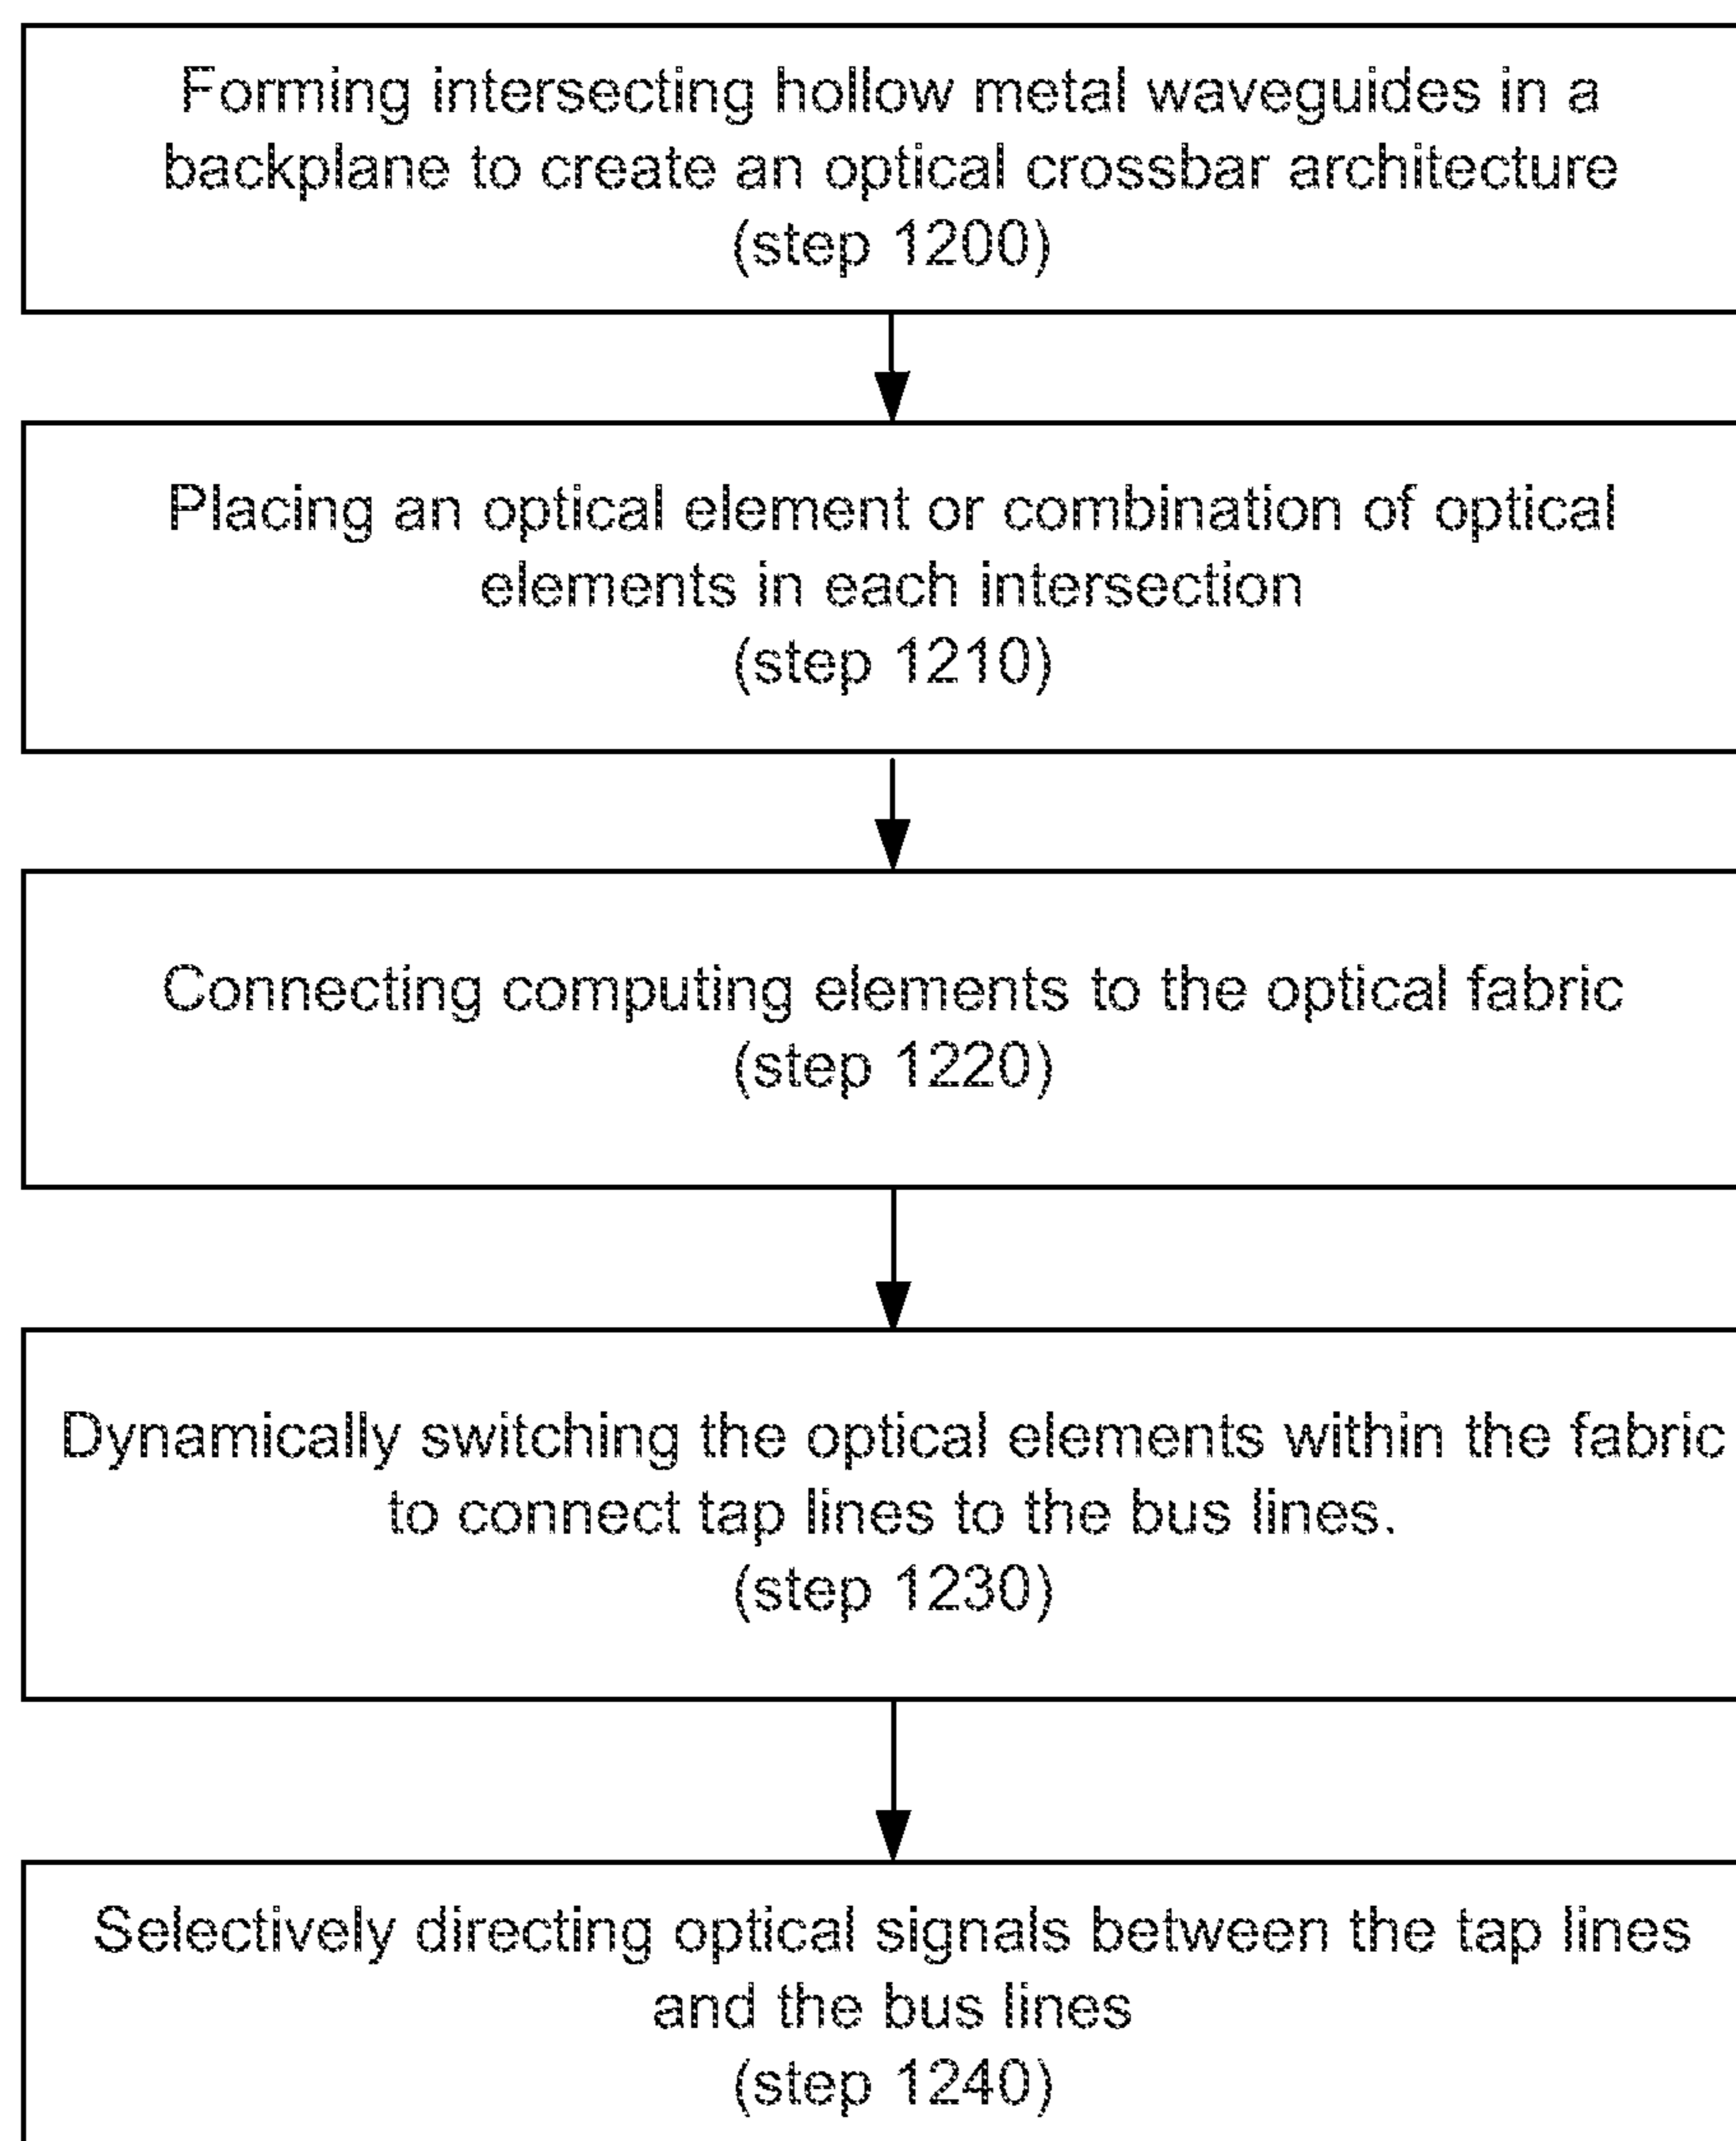 Forming intersecting hollow metal waveguides in a
backplane to create an optical crossbar architecture
(step 1200)
Placing an optical element or combination of optical
elements in each intersection
(step 1210)
Connecting computing elements to the optical fabric
(step 1220)
Dynamically switching the optical elements within the fabric
to connect tap lines to the bus lines.
(step 1230)
Selectively directing optical signals between the tap lines
and the bus lines
(step 1240)